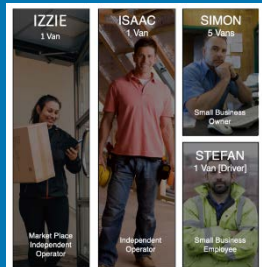 IZZIE
1 Van
Market Place
Independent
Operator
ISAAC
1 Van
Independent
Operator
SIMON
5 Vans
Small Business
Owner
STEFAN
1 Van [Driver]
Small Business
Employee